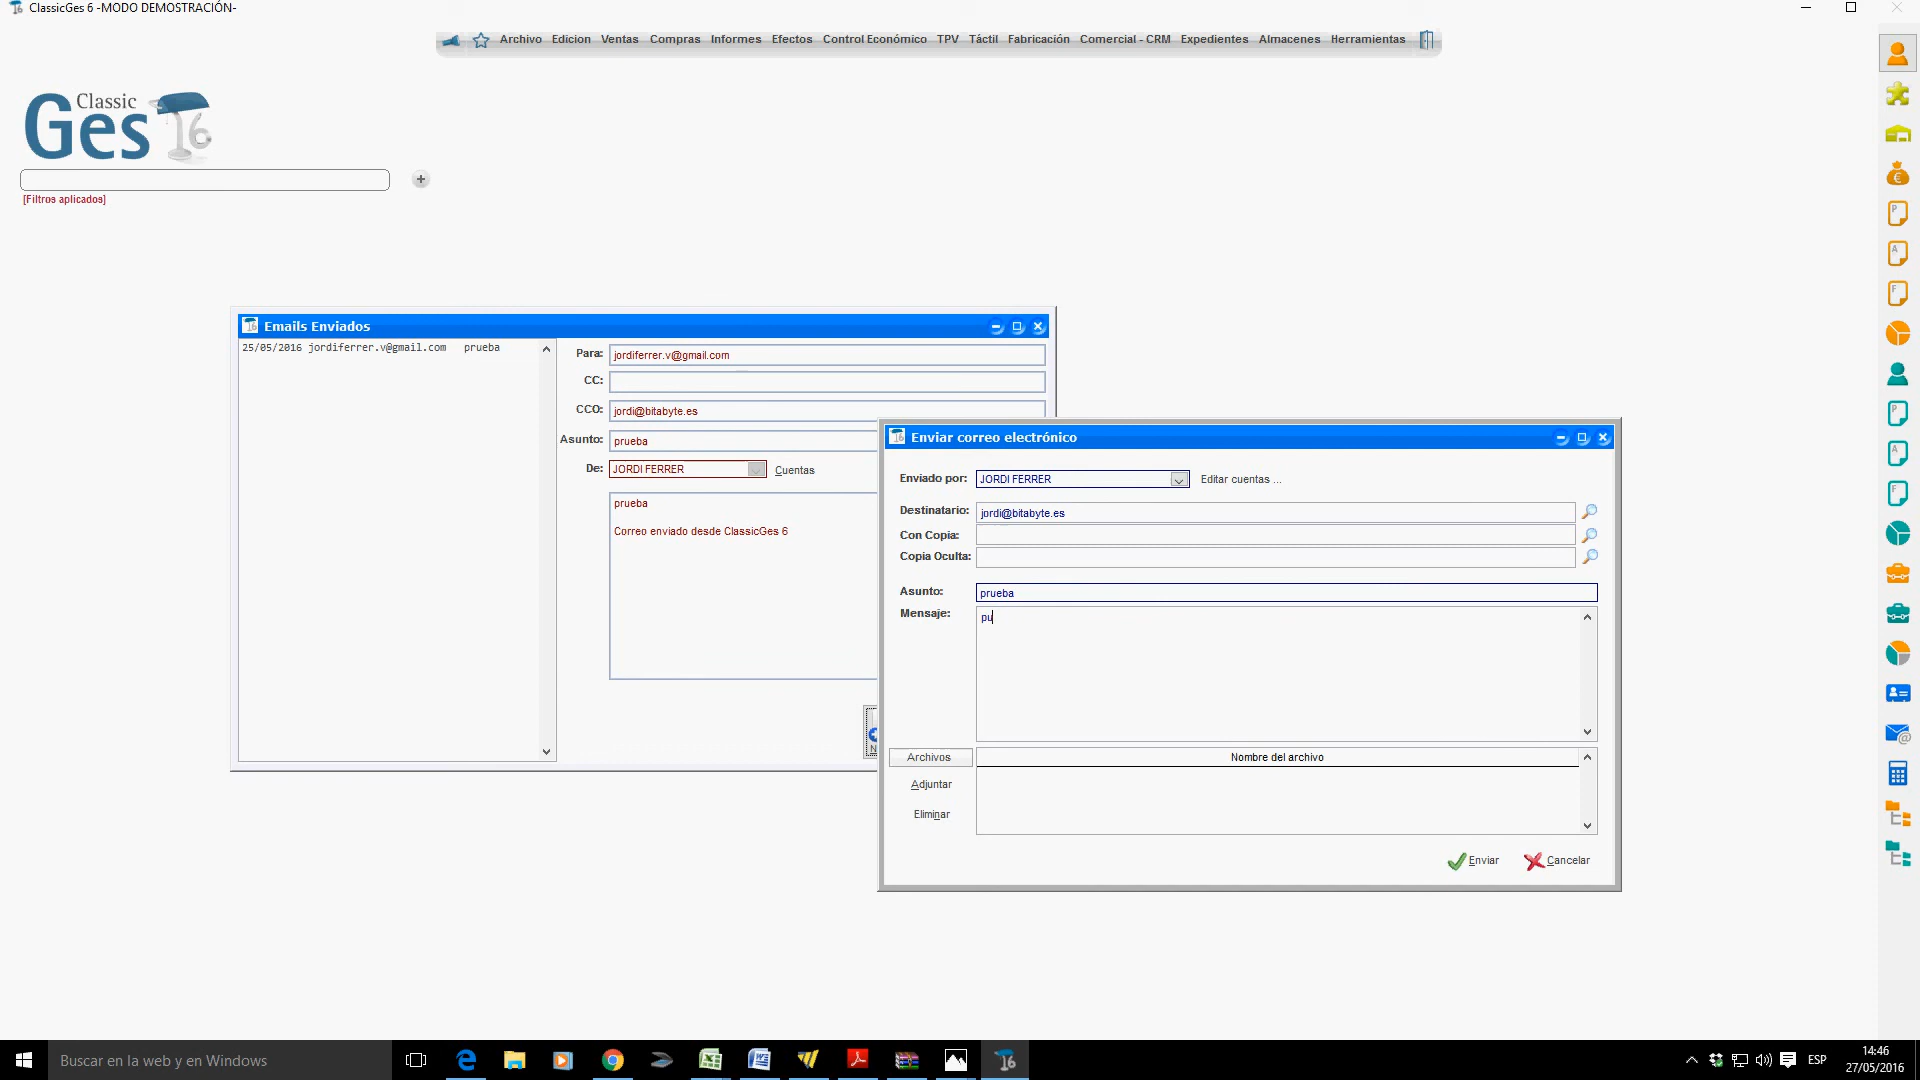 ClassicGes 6 -MODO DEMOSTRACIÓN-
Archivo Edicion Ventas Compras Informes Efectos Control Económico TPV Táctil Fabricación Comercial - CRM Expedientes Almacenes Herramientas
Classic
Ges 6
[Filtros aplicados]
Emails Enviados
25/05/2016 jordiferrer.v@gmail.com prueba
Para: jordiferrer.v@gmail.com
CC:
CCO: jordi@bitabyte.es
Asunto: prueba
De: JORDI FERRER Cuentas
prueba
Correo enviado desde ClassicGes 6
N
Enviar correo electrónico
Enviado por: JORDI FERRER Editar cuentas ...
Destinatario: jordi@bitabyte.es
Con Copia:
Copia Oculta:
Asunto: prueba
Mensaje: pu
Archivos Nombre del archivo
Adjuntar
Eliminar
Enviar Cancelar
P
A
F
P
A
F
Buscar en la web y en Windows
ESP
14:46
27/05/2016